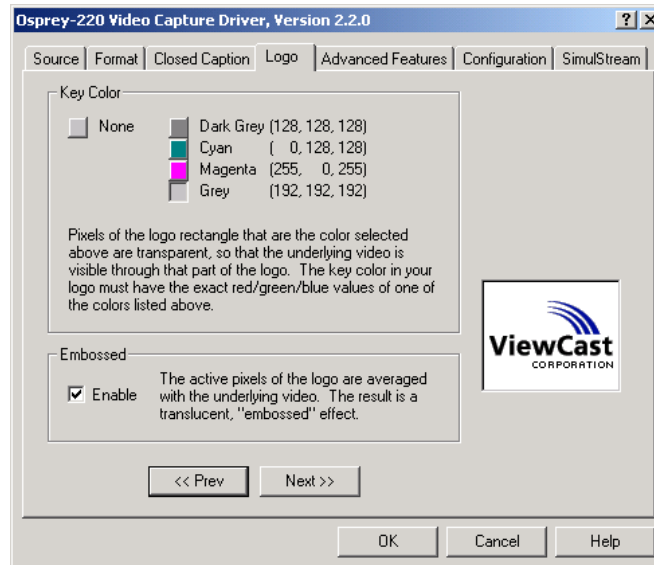 Osprey-220 Video Capture Driver, Version 2.2.0
Source
Format
Closed Caption
Logo
Advanced Features
Configuration
SimulStream
Key Color
None
Dark Grey (128, 128, 128)
Cyan ( 0, 128, 128)
Magenta (255, 0, 255)
Grey (192, 192, 192)
Pixels of the logo rectangle that are the color selected
above are transparent, so that the underlying video is
visible through that part of the logo. The key color in your
logo must have the exact red/green/blue values of one of
the colors listed above.
ViewCast
CORPORATION
Embossed
Enable
The active pixels of the logo are averaged
with the underlying video. The result is a
translucent, "embossed" effect.
<< Prev
Next >>
OK
Cancel
Help